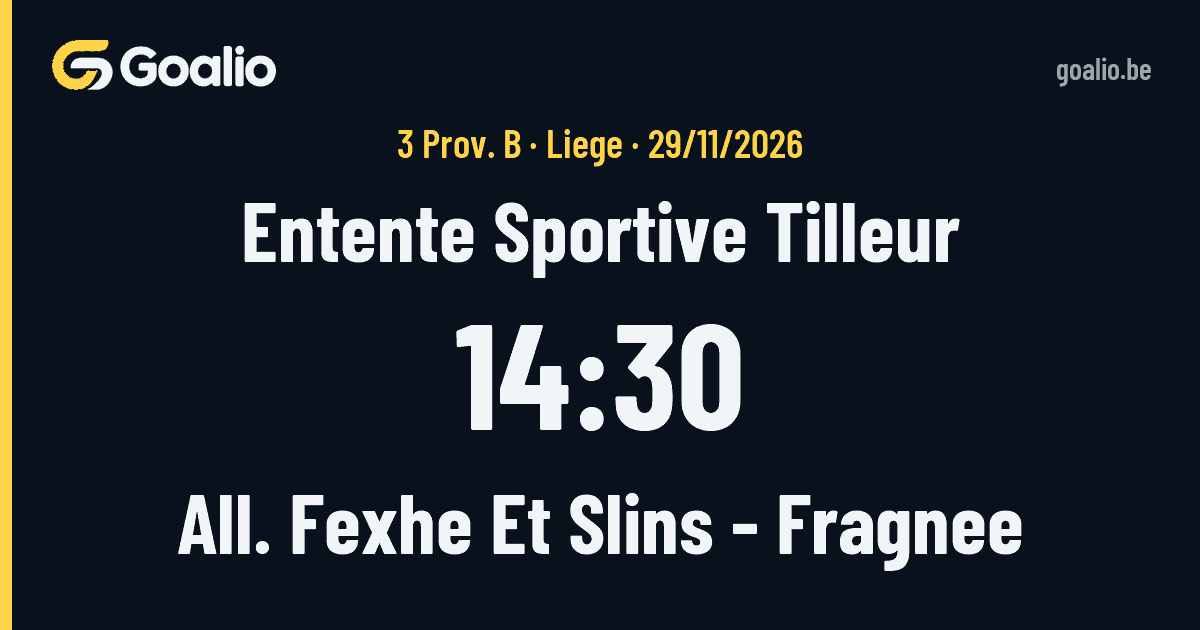 Goalio
goalio.be
3 Prov. B · Liege · 29/11/2026
Entente Sportive Tilleur
14:30
All. Fexhe Et Slins - Fragnee